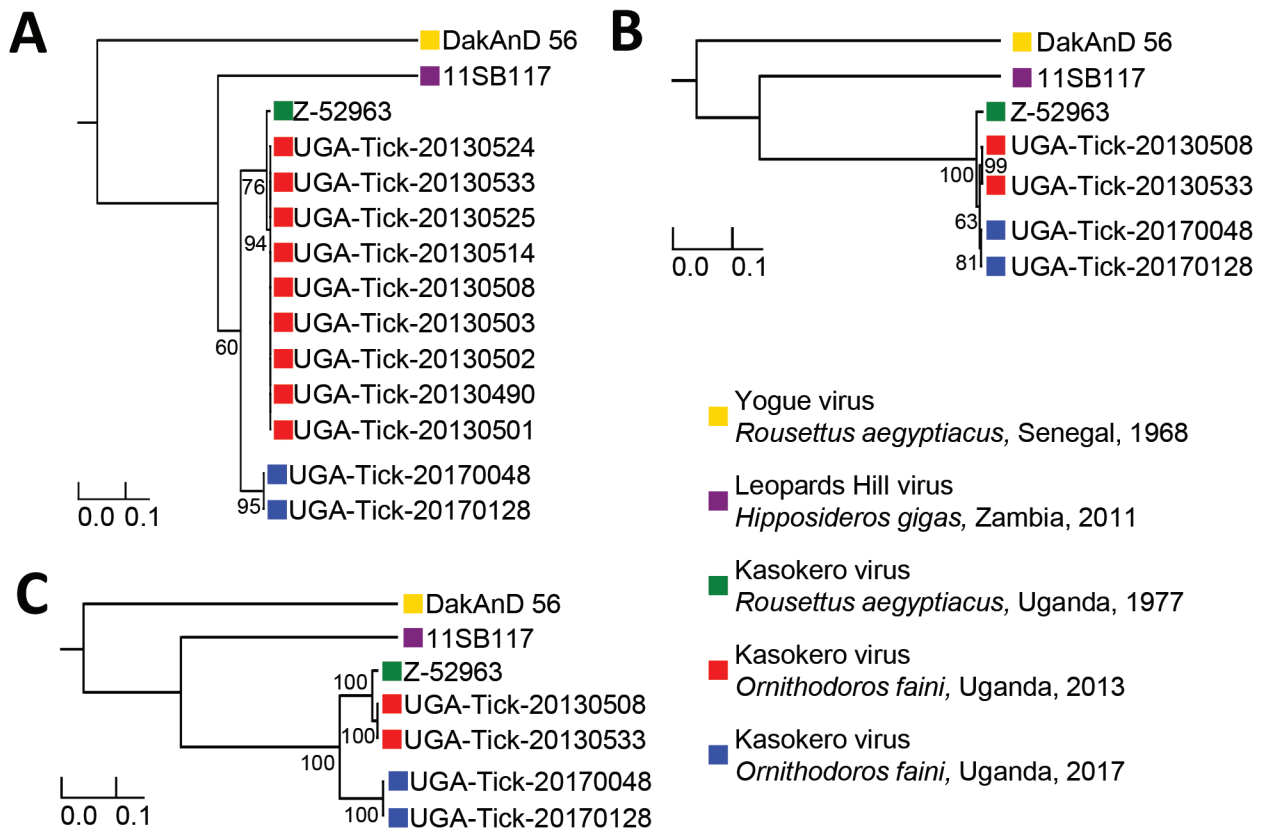 A
DakAnD 56
11SB117
Z-52963
UGA-Tick-20130524
UGA-Tick-20130533
UGA-Tick-20130525
UGA-Tick-20130514
UGA-Tick-20130508
UGA-Tick-20130503
UGA-Tick-20130502
UGA-Tick-20130490
UGA-Tick-20130501
UGA-Tick-20170048
UGA-Tick-20170128
76
94
60
95
0.0 0.1
B
DakAnD 56
11SB117
Z-52963
UGA-Tick-20130508
UGA-Tick-20130533
UGA-Tick-20170048
UGA-Tick-20170128
99
100
63
81
0.0 0.1
C
DakAnD 56
11SB117
Z-52963
UGA-Tick-20130508
UGA-Tick-20130533
UGA-Tick-20170048
UGA-Tick-20170128
100
100
100
100
0.0 0.1
Yogue virus
Rousettus aegyptiacus, Senegal, 1968
Leopards Hill virus
Hipposideros gigas, Zambia, 2011
Kasokero virus
Rousettus aegyptiacus, Uganda, 1977
Kasokero virus
Ornithodoros faini, Uganda, 2013
Kasokero virus
Ornithodoros faini, Uganda, 2017